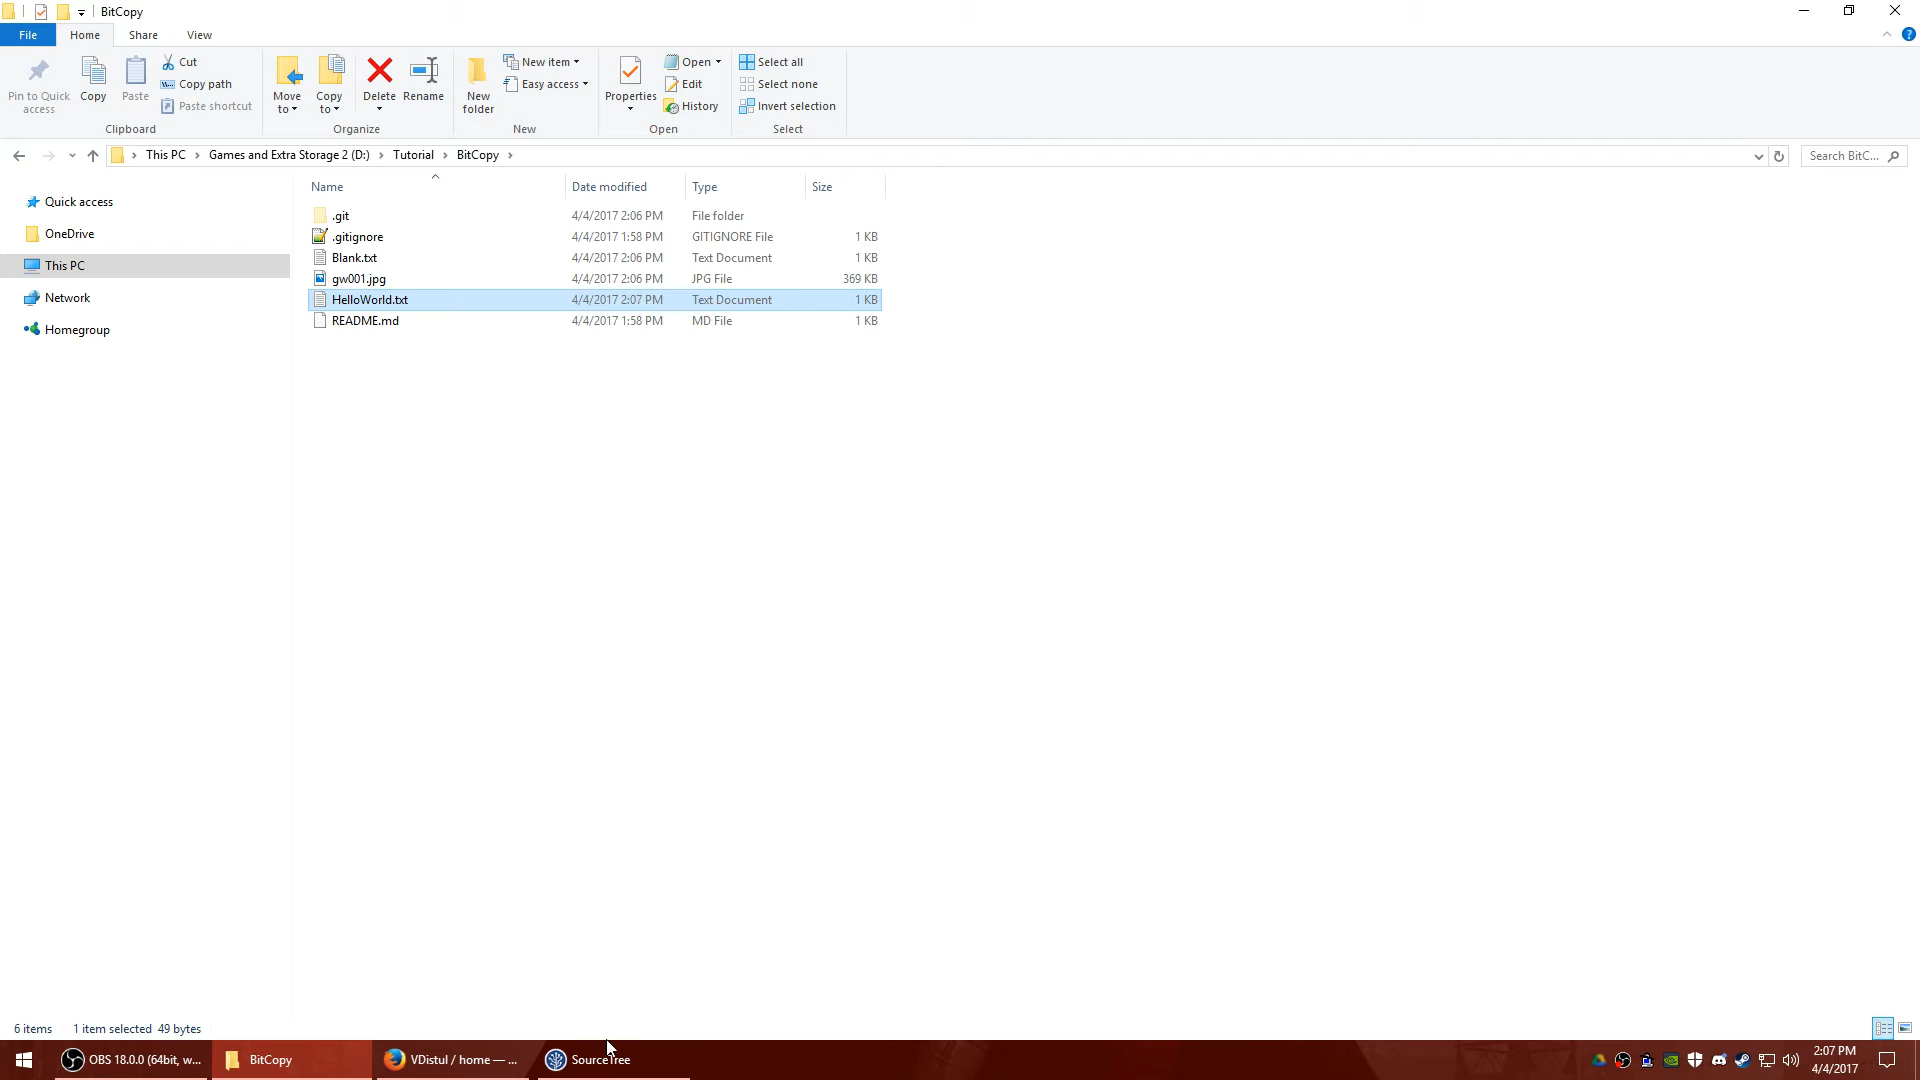 BitCopy
File Home Share View
Pin to Quick access
Copy
Paste
Cut
Copy path
Paste shortcut
Clipboard
Move to
Copy to
Delete
Rename
Organize
New folder
New item
Easy access
New
Properties
Open
Edit
History
Open
Select all
Select none
Invert selection
Select
This PC Games and Extra Storage 2 (D:) Tutorial BitCopy
Search BitC...
Quick access
OneDrive
This PC
Network
Homegroup
Name Date modified Type Size
.git 4/4/2017 2:06 PM File folder
.gitignore 4/4/2017 1:58 PM GITIGNORE File 1 KB
Blank.txt 4/4/2017 2:06 PM Text Document 1 KB
gw001.jpg 4/4/2017 2:06 PM JPG File 369 KB
HelloWorld.txt 4/4/2017 2:07 PM Text Document 1 KB
README.md 4/4/2017 1:58 PM MD File 1 KB
6 items 1 item selected 49 bytes
OBS 18.0.0 (64bit, w... BitCopy VDistul / home — ... SourceTree
2:07 PM
4/4/2017